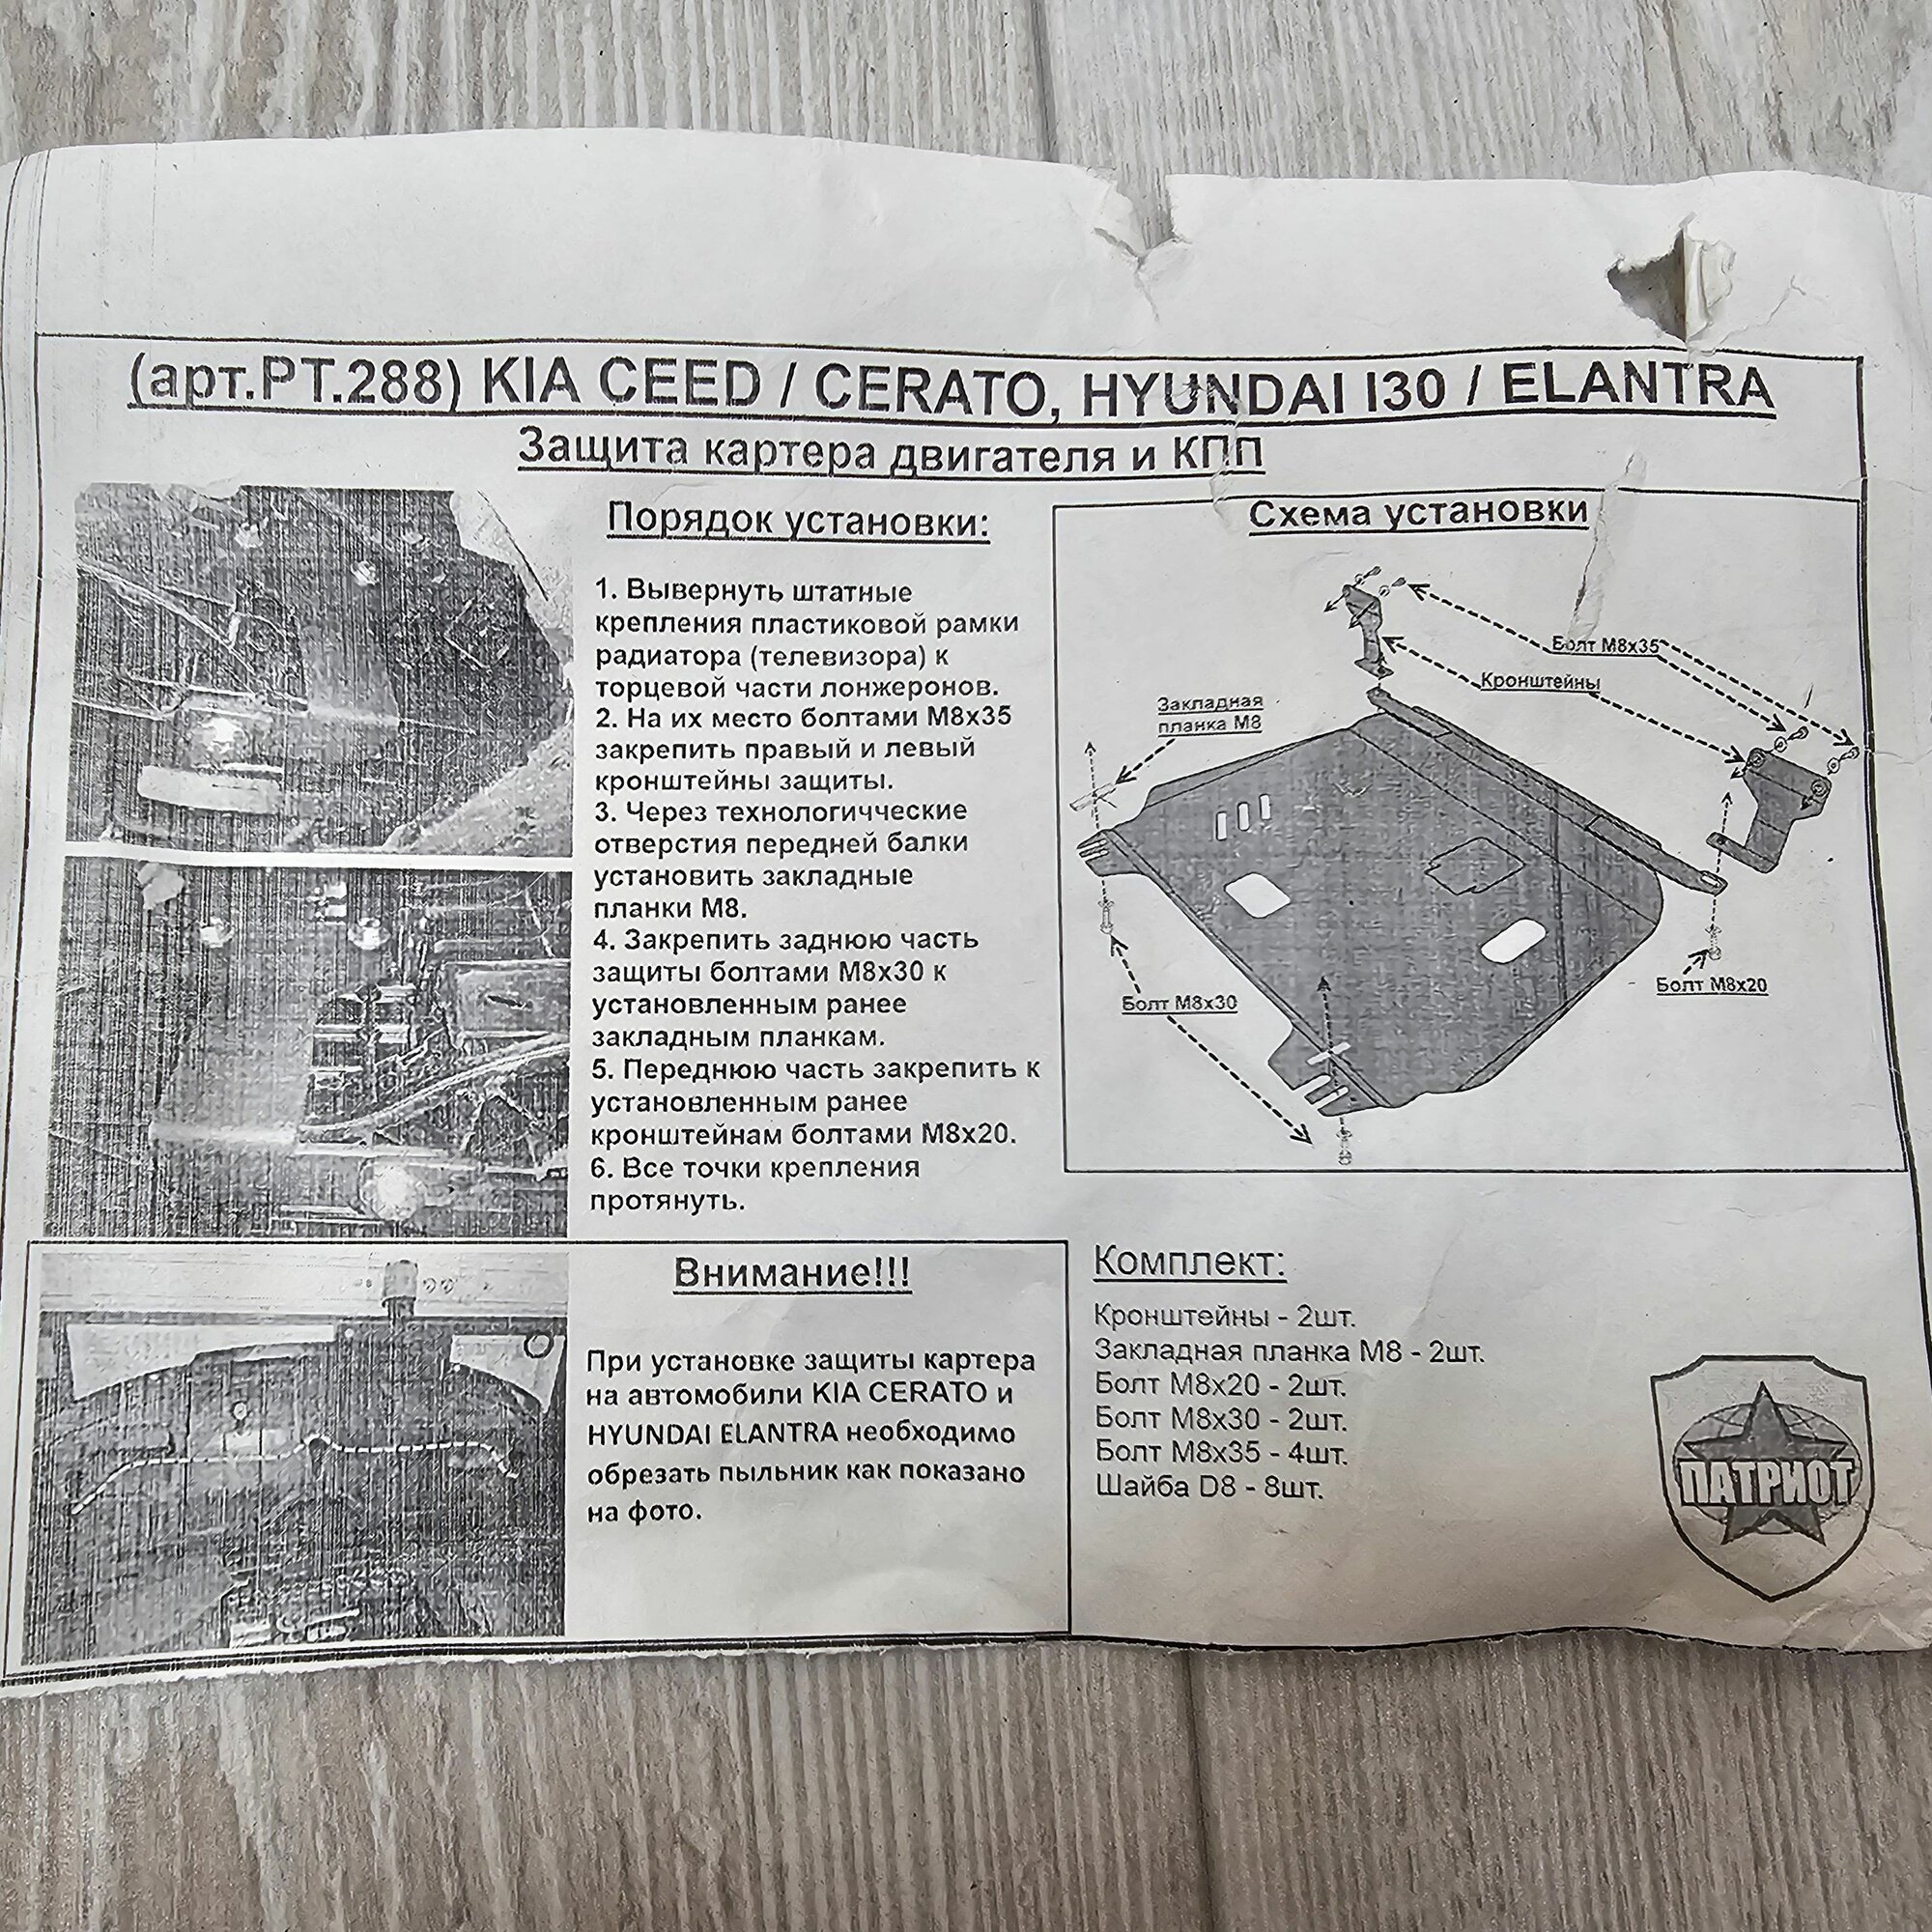 (арт.РТ.288) KIA CEED / CERATO, HYUNDAI I30 / ELANTRA
Защита картера двигателя и КПП
Порядок установки:
1. Вывернуть штатные
крепления пластиковой рамки
радиатора (телевизора) к
торцевой части лонжеронов.
2. На их место болтами М8х35
закрепить правый и левый
кронштейны защиты.
3. Через технологиччские
отверстия передней балки
установить закладные
планки М8.
4. Закрепить заднюю часть
защиты болтами М8х30 к
установленным ранее
закладным планкам.
5. Переднюю часть закрепить к
установленным ранее
кронштейнам болтами М8х20.
6. Все точки крепления
протянуть.
Схема установки
Болт М8х35
Кронштейны
Закладная
планка М8
Болт М8х30
Болт М8х20
Внимание!!!
При установке защиты картера
на автомобили KIA CERATO и
HYUNDAI ELANTRA необходимо
обрезать пыльник как показано
на фото.
Комплект:
Кронштейны - 2шт.
Закладная планка М8 - 2шт.
Болт М8х20 - 2шт.
Болт М8х30 - 2шт.
Болт М8х35 - 4шт.
Шайба D8 - 8шт.
ПАТРИОТ